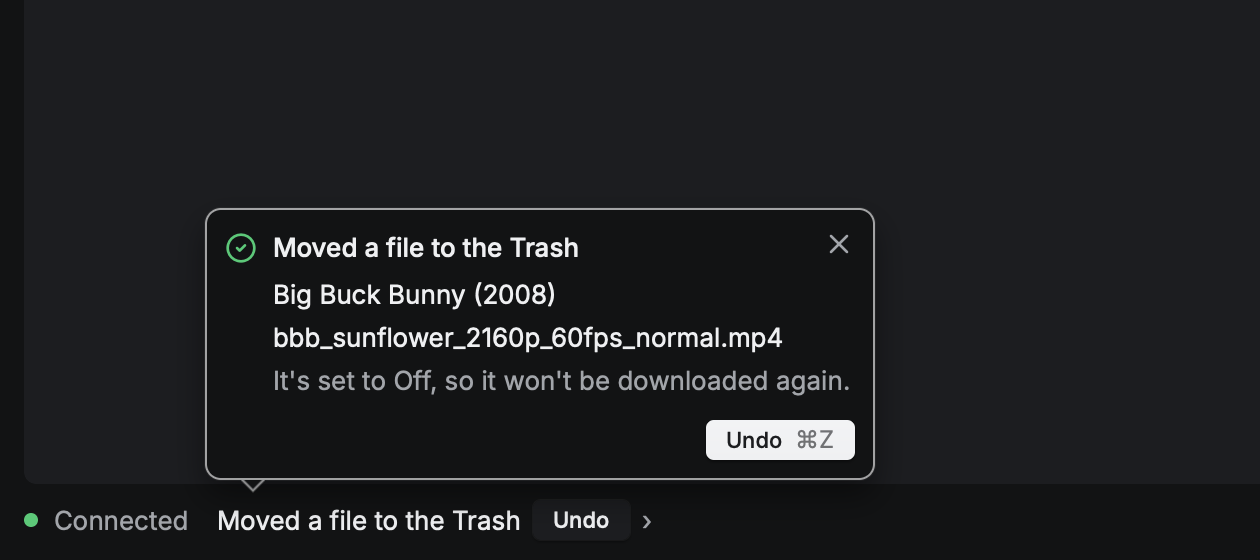 Moved a file to the Trash
Big Buck Bunny (2008)
bbb_sunflower_2160p_60fps_normal.mp4
It's set to Off, so it won't be downloaded again.
Undo ⌘Z
Connected Moved a file to the Trash Undo ›